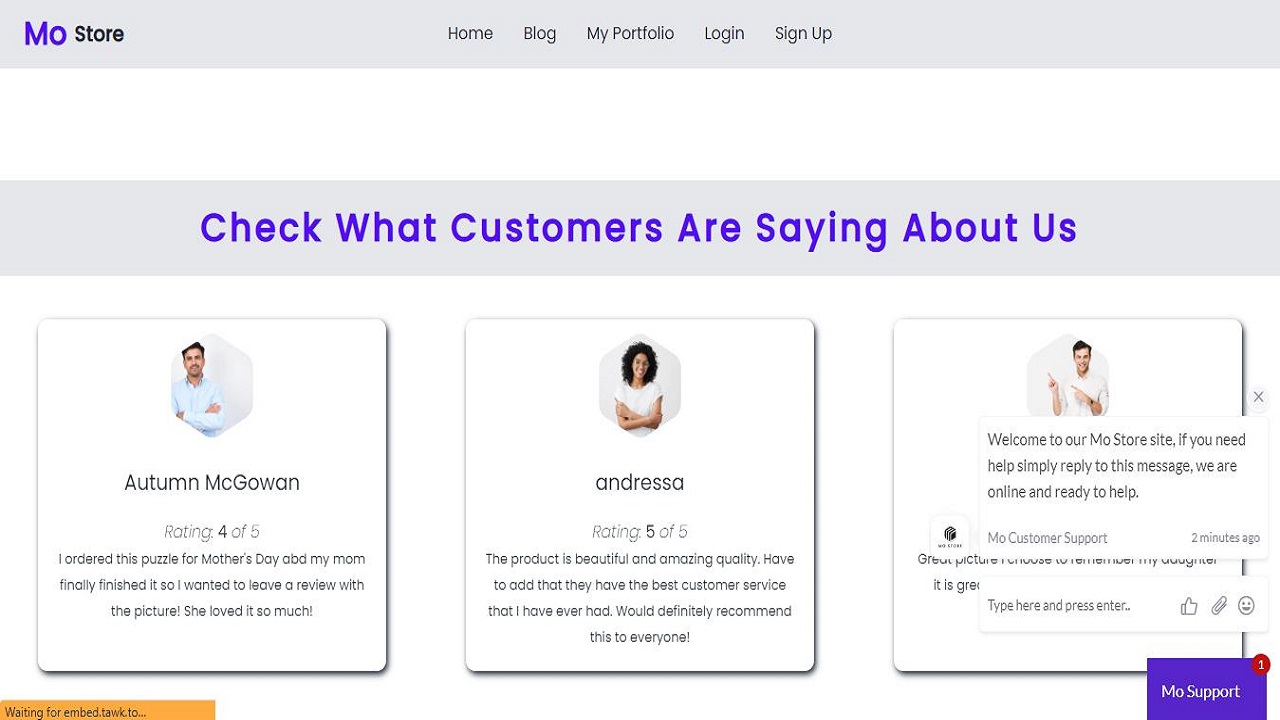 Mo Store
Home Blog My Portfolio Login Sign Up
Check What Customers Are Saying About Us
Autumn McGowan
Rating: 4 of 5
I ordered this puzzle for Mother's Day abd my mom
finally finished it so I wanted to leave a review with
the picture! She loved it so much!
andressa
Rating: 5 of 5
The product is beautiful and amazing quality. Have
to add that they have the best customer service
that I have ever had. Would definitely recommend
this to everyone!
Great picture I choose to remember my daughter
it is
Welcome to our Mo Store site, if you need
help simply reply to this message, we are
online and ready to help.
MO STORE
Mo Customer Support 2 minutes ago
Type here and press enter..
1
Mo Support
Waiting for embed.tawk.to...